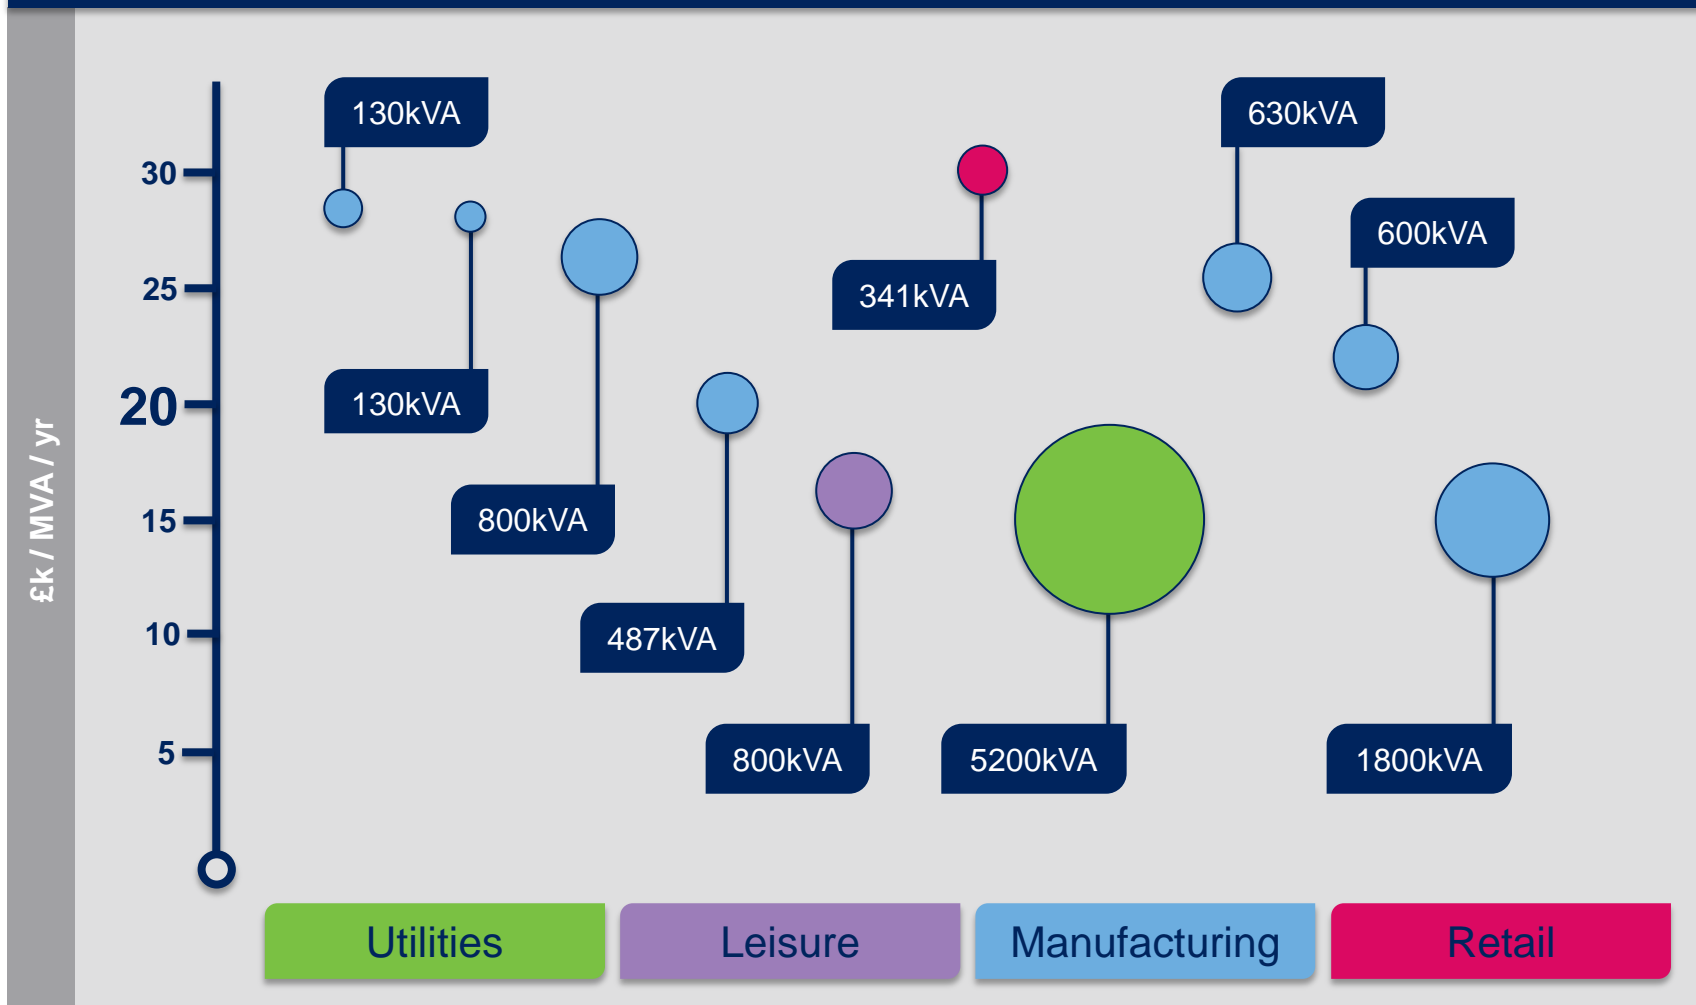 £k / MVA / yr
30
25
20
15
10
5
130kVA
130kVA
800kVA
487kVA
800kVA
341kVA
5200kVA
630kVA
600kVA
1800kVA
Utilities
Leisure
Manufacturing
Retail